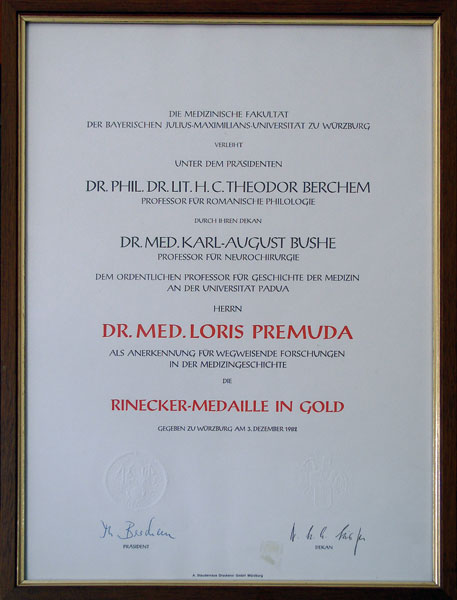 DIE MEDIZINISCHE FAKULTÄT
DER BAYERISCHEN JULIUS-MAXIMILIANS-UNIVERSITÄT ZU WÜRZBURG
VERLEIHT
UNTER DEM PRÄSIDENTEN
DR. PHIL. DR. LIT. H. C. THEODOR BERCHEM
PROFESSOR FÜR ROMANISCHE PHILOLOGIE
DURCH IHREN DEKAN
DR. MED. KARL-AUGUST BUSHE
PROFESSOR FÜR NEUROCHIRURGIE
DEM ORDENTLICHEN PROFESSOR FÜR GESCHICHTE DER MEDIZIN
AN DER UNIVERSITÄT PADUA
HERRN
DR. MED. LORIS PREMUDA
ALS ANERKENNUNG FÜR WEGWEISENDE FORSCHUNGEN
IN DER MEDIZINGESCHICHTE
DIE
RINECKER-MEDAILLE IN GOLD
GEGEBEN ZU WÜRZBURG AM 3. DEZEMBER 1988
PRÄSIDENT
DEKAN
Würzburg